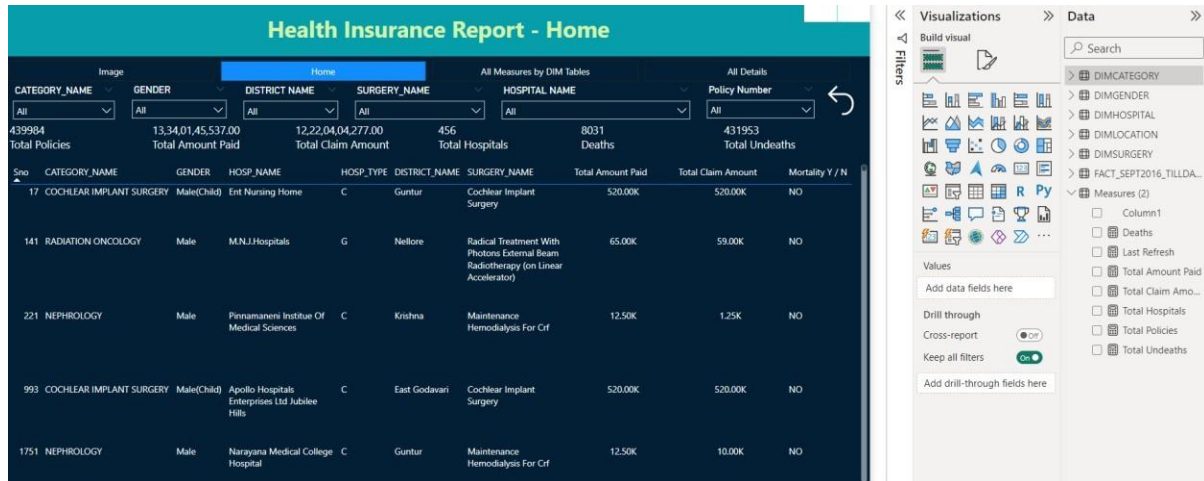 Health Insurance Report - Home
Image Home All Measures by DIM Tables All Details
CATEGORY_NAME GENDER DISTRICT NAME SURGERY_NAME HOSPITAL NAME Policy Number
All All All All All All
439984 13,34,01,45,537.00 12,22,04,04,277.00 456 8031 431953
Total Policies Total Amount Paid Total Claim Amount Total Hospitals Deaths Total Undeaths
Sno CATEGORY_NAME GENDER HOSP_NAME HOSP_TYPE DISTRICT_NAME SURGERY_NAME Total Amount Paid Total Claim Amount Mortality Y / N
17 COCHLEAR IMPLANT SURGERY Male(Child) Ent Nursing Home C Guntur Cochlear Implant 520.00K 520.00K NO
Surgery
141 RADIATION ONCOLOGY Male M.N.J.Hospitals G Nellore Radical Treatment With 65.00K 59.00K NO
Photons External Beam
Radiotherapy (on Linear
Accelerator)
221 NEPHROLOGY Male Pinnamaneni Institue Of C Krishna Maintenance 12.50K 1.25K NO
Medical Sciences Hemodialysis For Crf
993 COCHLEAR IMPLANT SURGERY Male(Child) Apollo Hospitals C East Godavari Cochlear Implant 520.00K 520.00K NO
Enterprises Ltd Jubilee Surgery
Hills
1751 NEPHROLOGY Male Narayana Medical College C Guntur Maintenance 12.50K 10.00K NO
Hospital Hemodialysis For Crf
Filters
Visualizations
Build visual
R Py
123
Values
Add data fields here
Drill through
Cross-report Off
Keep all filters On
Add drill-through fields here
Data
Search
DIMCATEGORY
DIMGENDER
DIMHOSPITAL
DIMLOCATION
DIMSURGERY
FACT_SEPT2016_TILLDA...
Measures (2)
Column1
Deaths
Last Refresh
Total Amount Paid
Total Claim Amo...
Total Hospitals
Total Policies
Total Undeaths